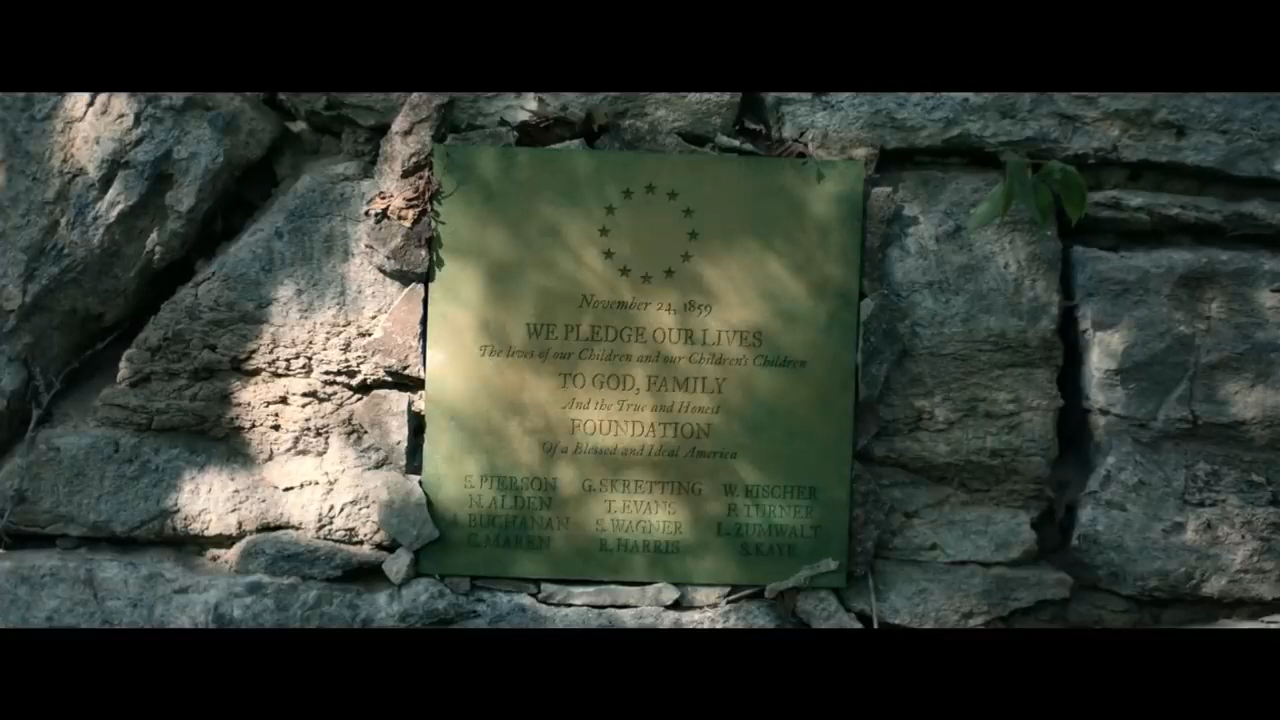 November 24, 1859
WE PLEDGE OUR LIVES
The lives of our Children and our Children's Children
TO GOD, FAMILY
And the True and Honest
FOUNDATION
Of a Blessed and Ideal America
S. PIERSON G. SKRETTING W. FISCHER
N. ALDEN T. EVANS P. TURNER
BUCHANAN S. WAGNER L. ZUMWALT
C. MAREN R. HARRIS S. KAYE